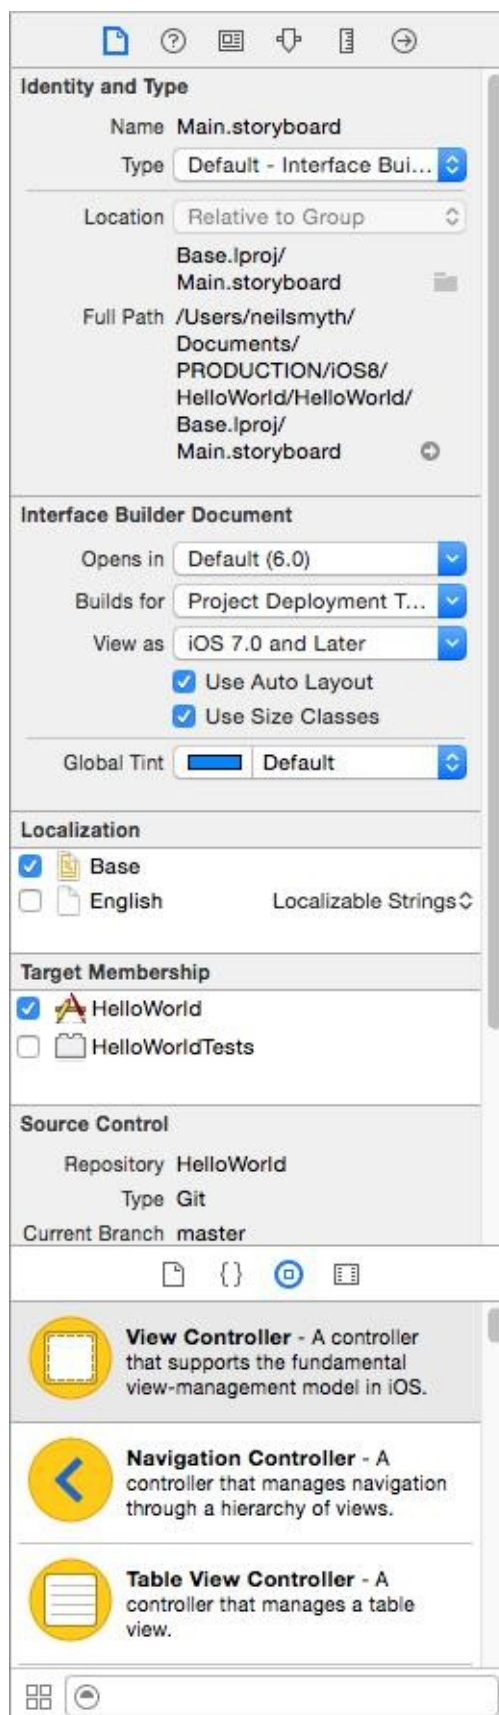 Identity and Type
Name Main.storyboard
Type Default - Interface Bui...
Location Relative to Group
Base.lproj/
Main.storyboard
Full Path /Users/neilsmyth/
Documents/
PRODUCTION/iOS8/
HelloWorld/HelloWorld/
Base.lproj/
Main.storyboard
Interface Builder Document
Opens in Default (6.0)
Builds for Project Deployment T...
View as iOS 7.0 and Later
Use Auto Layout
Use Size Classes
Global Tint Default
Localization
Base
English Localizable Strings
Target Membership
HelloWorld
HelloWorldTests
Source Control
Repository HelloWorld
Type Git
Current Branch master
{}
View Controller - A controller
that supports the fundamental
view-management model in iOS.
Navigation Controller - A
controller that manages navigation
through a hierarchy of views.
Table View Controller - A
controller that manages a table
view.